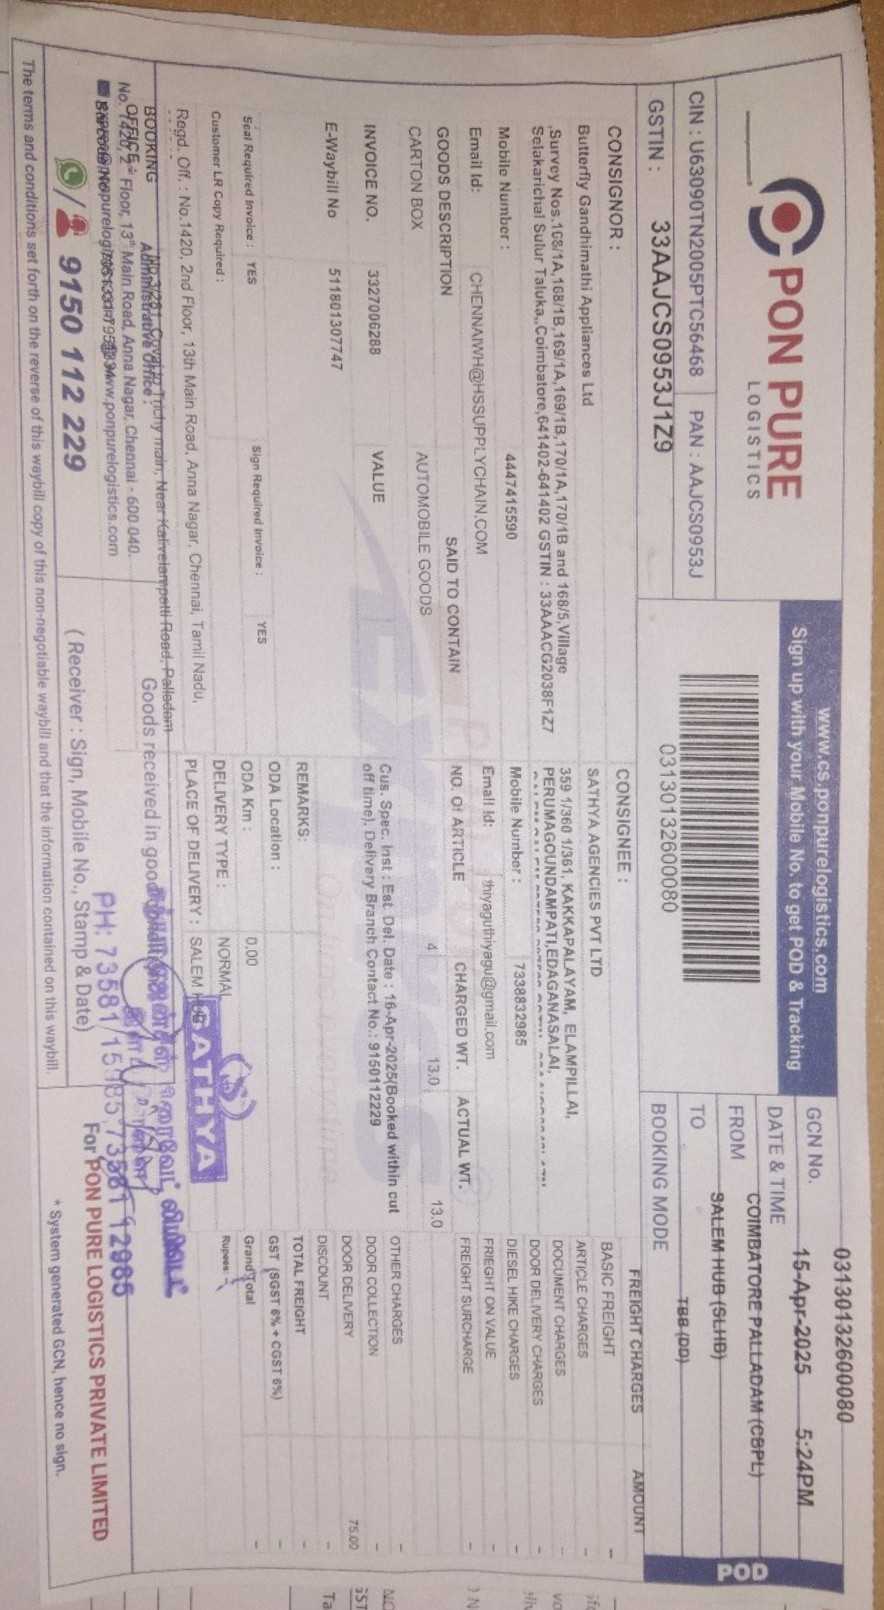 PON PURE
LOGISTICS
CIN : U63090TN2005PTC56468 PAN : AAJCS0953J
GSTIN : 33AAJCS0953J1Z9
www.cs.ponpurelogistics.com
Sign up with your Mobile No. to get POD & Tracking
03130132600080
GCN No. 03130132600080
DATE & TIME 15-Apr-2025 5:24PM
FROM COIMBATORE PALLADAM (CBPL)
TO SALEM HUB (SLHB)
BOOKING MODE TBB (DD)
POD
CONSIGNOR :
Butterfly Gandhimathi Appliances Ltd
,Survey Nos.168/1A,168/1B,169/1A,169/1B,170/1A,170/1B and 168/5,Village
Selakarichal Sulur Taluka,,Coimbatore,641402-641402 GSTIN : 33AAACG2038F1Z7
Mobile Number : 4447415590
Email Id: CHENNAIWH@HSSUPPLYCHAIN.COM
CONSIGNEE :
SATHYA AGENCIES PVT LTD
359 1/360 1/361, KAKKAPALAYAM, ELAMPILLAI,
PERUMAGOUNDAMPATI,EDAGANASALAI,
Mobile Number : 7338832985
Email Id: thiyaguthiyagu@gmail.com
GOODS DESCRIPTION SAID TO CONTAIN NO. Of ARTICLE CHARGED WT. ACTUAL WT.
CARTON BOX AUTOMOBILE GOODS 4 13.0 13.0
INVOICE NO. 3327006288 VALUE
E-Waybill No 511801307747
Cus. Spec. Inst : Est. Del. Date : 16-Apr-2025(Booked within cut
off time), Delivery Branch Contact No.: 9150112229
REMARKS:
Seal Required Invoice : YES Sign Required Invoice : YES
Customer LR Copy Required :
ODA Location :
ODA Km : 0.00
DELIVERY TYPE : NORMAL
PLACE OF DELIVERY : SALEM HUB
FREIGHT CHARGES AMOUNT
BASIC FREIGHT -
ARTICLE CHARGES -
DOCUMENT CHARGES -
DOOR DELIVERY CHARGES -
DIESEL HIKE CHARGES -
FRIEGHT ON VALUE -
FREIGHT SURCHARGE -
OTHER CHARGES -
DOOR COLLECTION -
DOOR DELIVERY 75.00
DISCOUNT -
TOTAL FREIGHT -
GST (SGST 6% + CGST 6%) -
Grand Total -
Rupees :
Regd. Off. : No.1420, 2nd Floor, 13th Main Road, Anna Nagar, Chennai, Tamil Nadu,
BOOKING
OFFICE :
Administrative Office :
No. 1420, 2nd Floor, 13th Main Road, Anna Nagar, Chennai - 600 040.
9150 112 229
Goods received in good
( Receiver : Sign, Mobile No., Stamp & Date)
SATHYA
PH: 73581 15185, 73581 12985
For PON PURE LOGISTICS PRIVATE LIMITED
* System generated GCN, hence no sign.
The terms and conditions set forth on the reverse of this waybill copy of this non-negotiable waybill and that the information contained on this waybill.